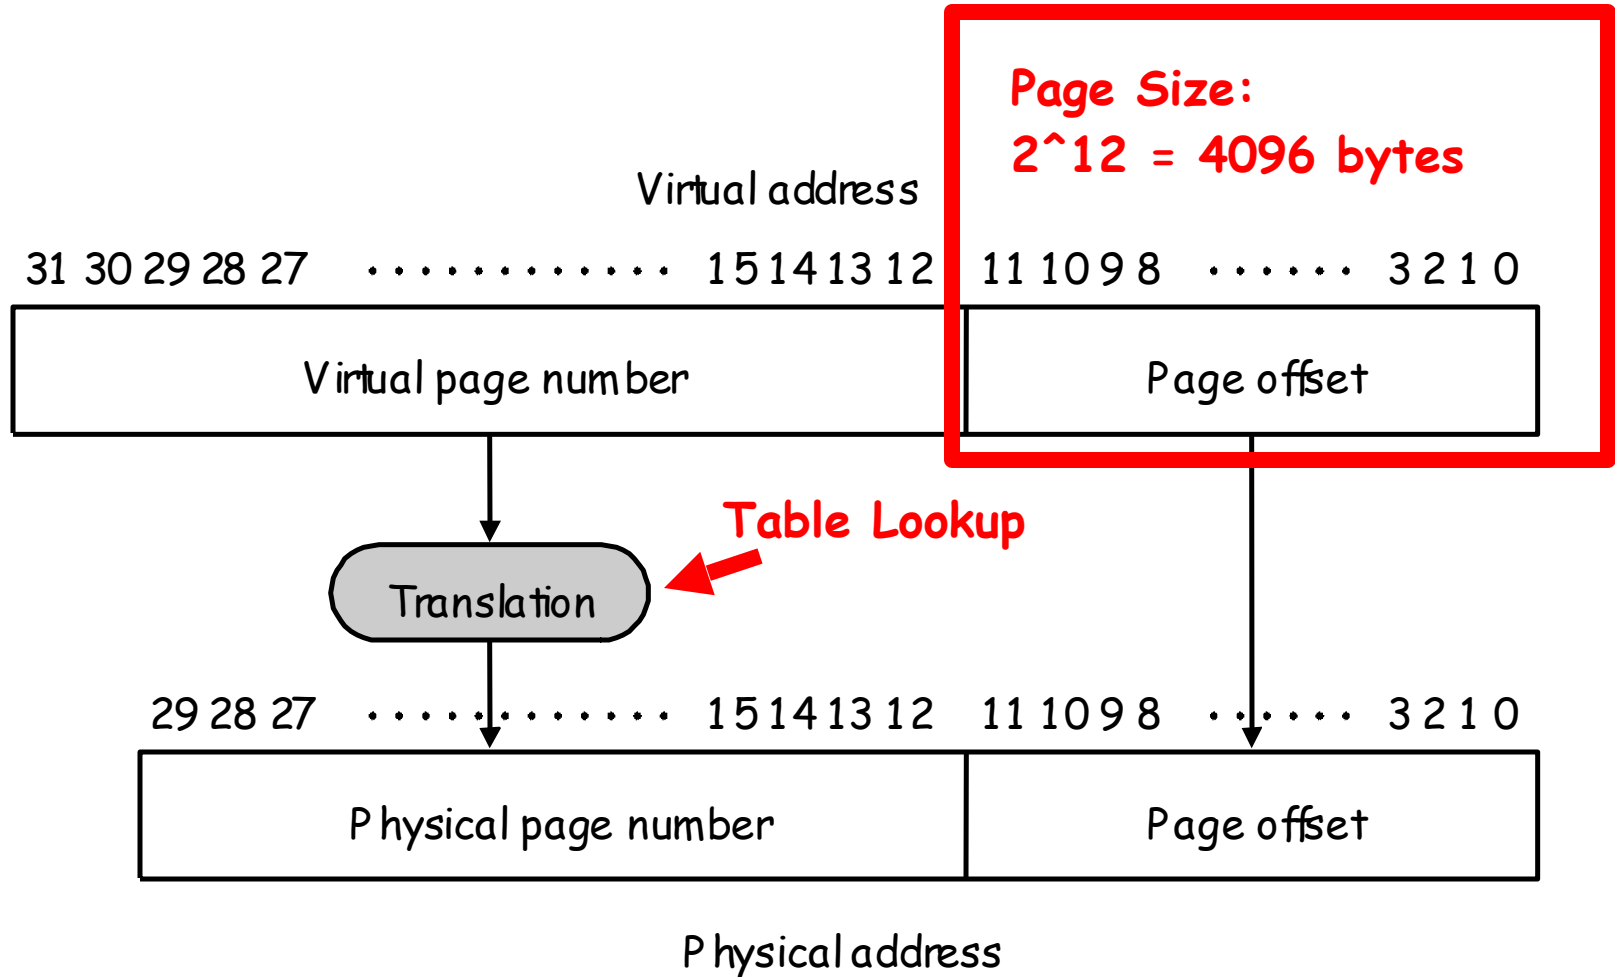 Page Size:
2^12 = 4096 bytes
Virtual address
31 30 29 28 27 ············ 15 14 13 12 11 10 9 8 ······ 3 2 1 0
Virtual page number Page offset
Table Lookup
Translation
29 28 27 ············ 15 14 13 12 11 10 9 8 ······ 3 2 1 0
Physical page number Page offset
Physical address